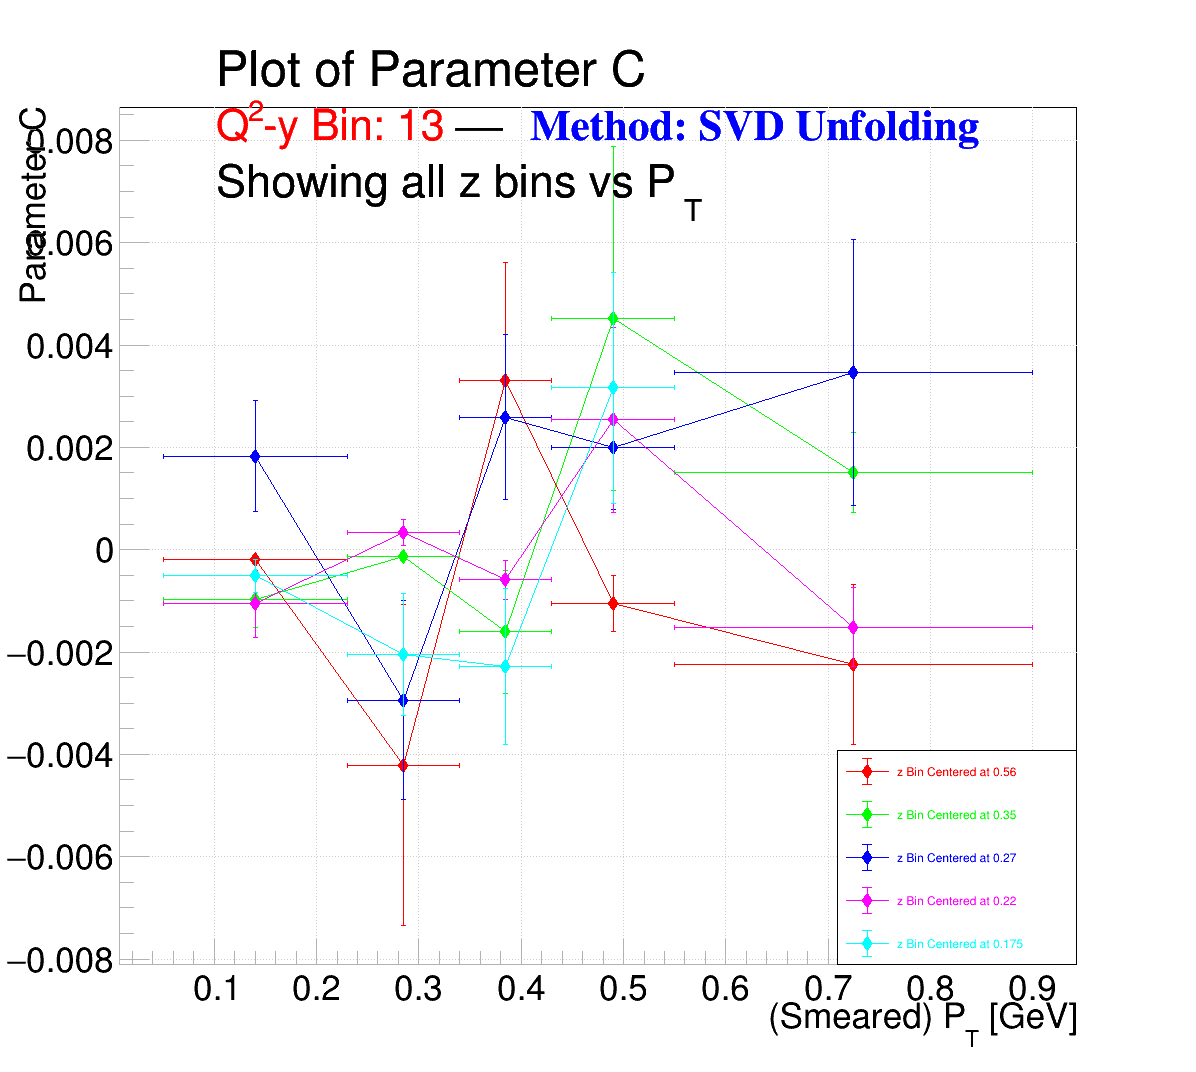 Plot of Parameter C
Q²-y Bin: 13 — Method: SVD Unfolding
Showing all z bins vs P_T
Parameter C
0.008
0.006
0.004
0.002
0
−0.002
−0.004
−0.006
−0.008
z Bin Centered at 0.56
z Bin Centered at 0.35
z Bin Centered at 0.27
z Bin Centered at 0.22
z Bin Centered at 0.175
0.1 0.2 0.3 0.4 0.5 0.6 0.7 0.8 0.9
(Smeared) P_T [GeV]